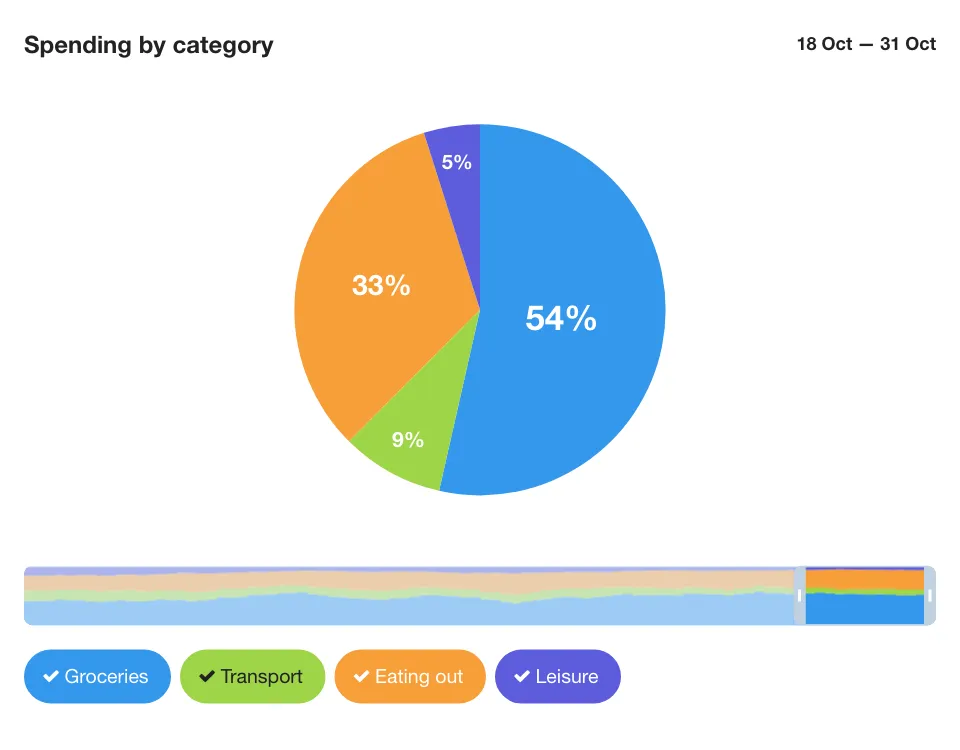 Spending by category
18 Oct — 31 Oct
5%
33%
54%
9%
Groceries
Transport
Eating out
Leisure